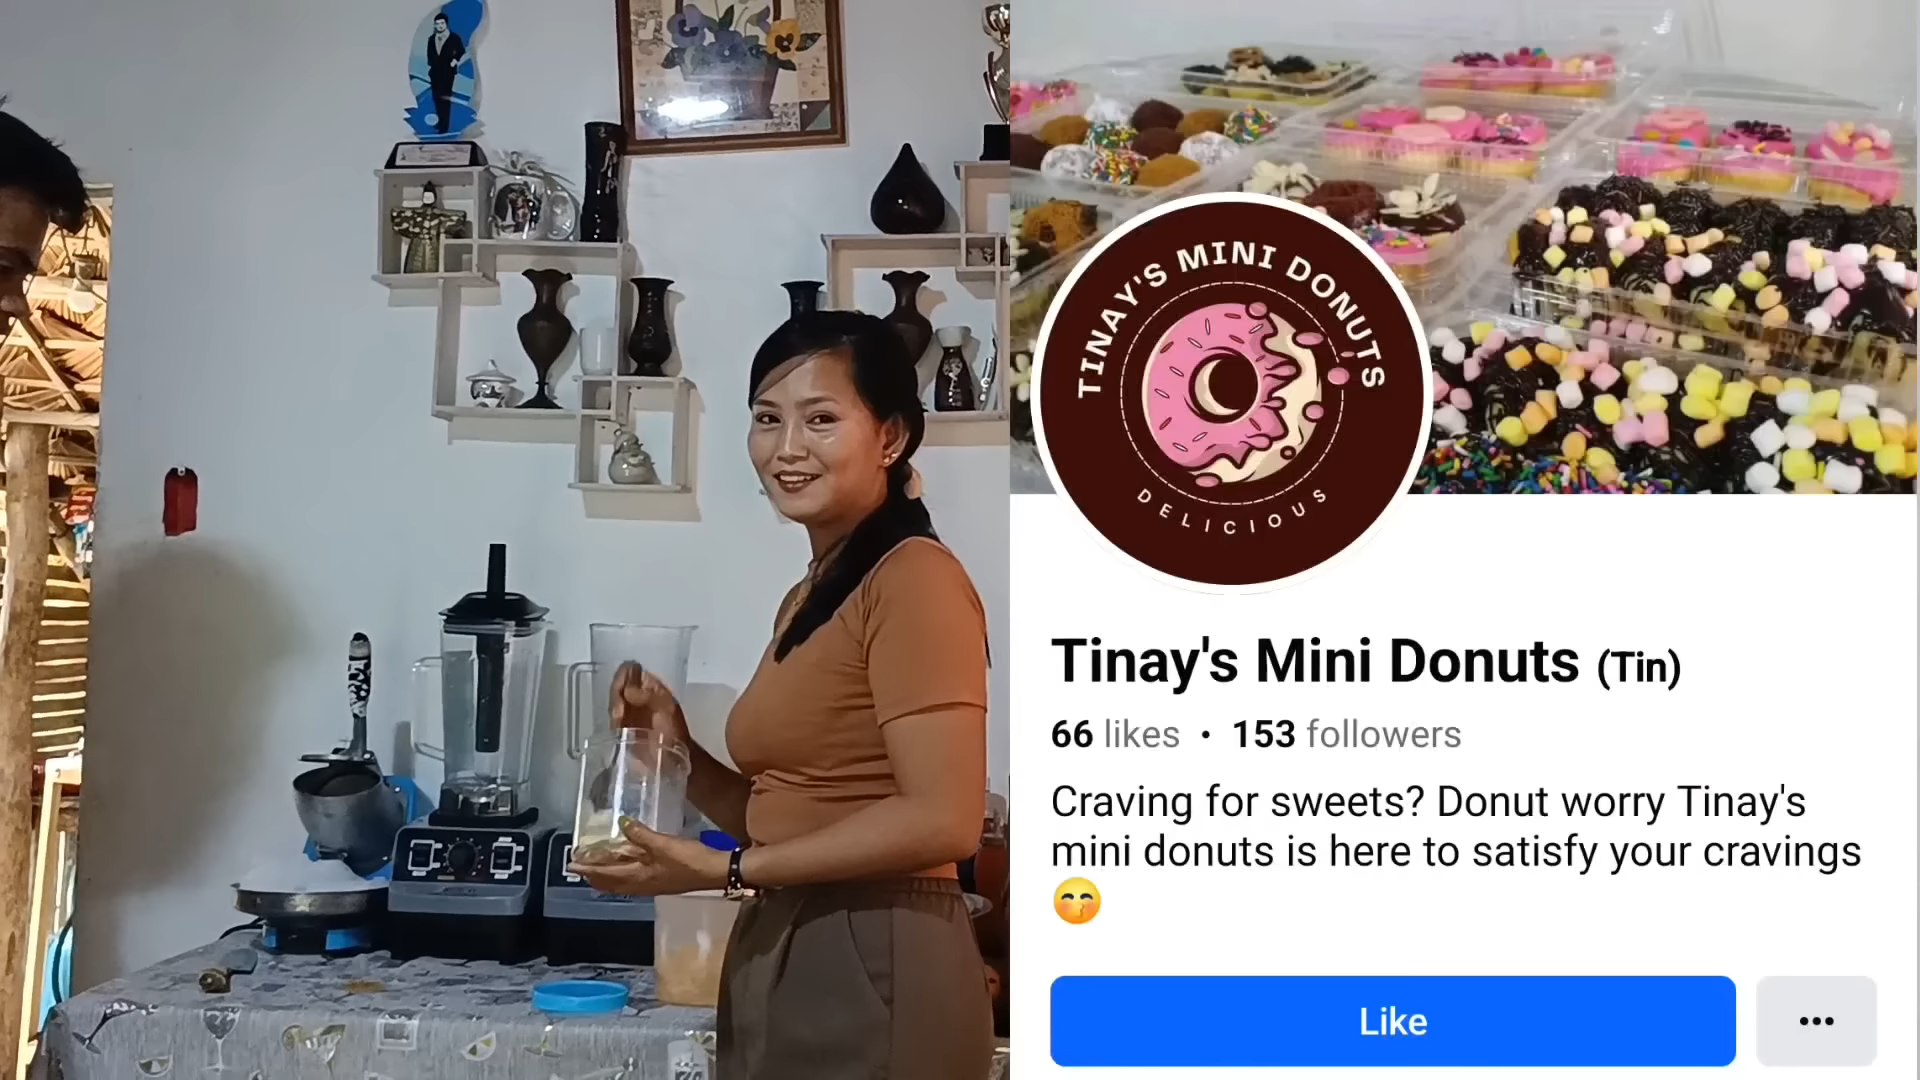 TINAY'S MINI DONUTS
DELICIOUS
Tinay's Mini Donuts (Tin)
66 likes • 153 followers
Craving for sweets? Donut worry Tinay's
mini donuts is here to satisfy your cravings
😙
Like